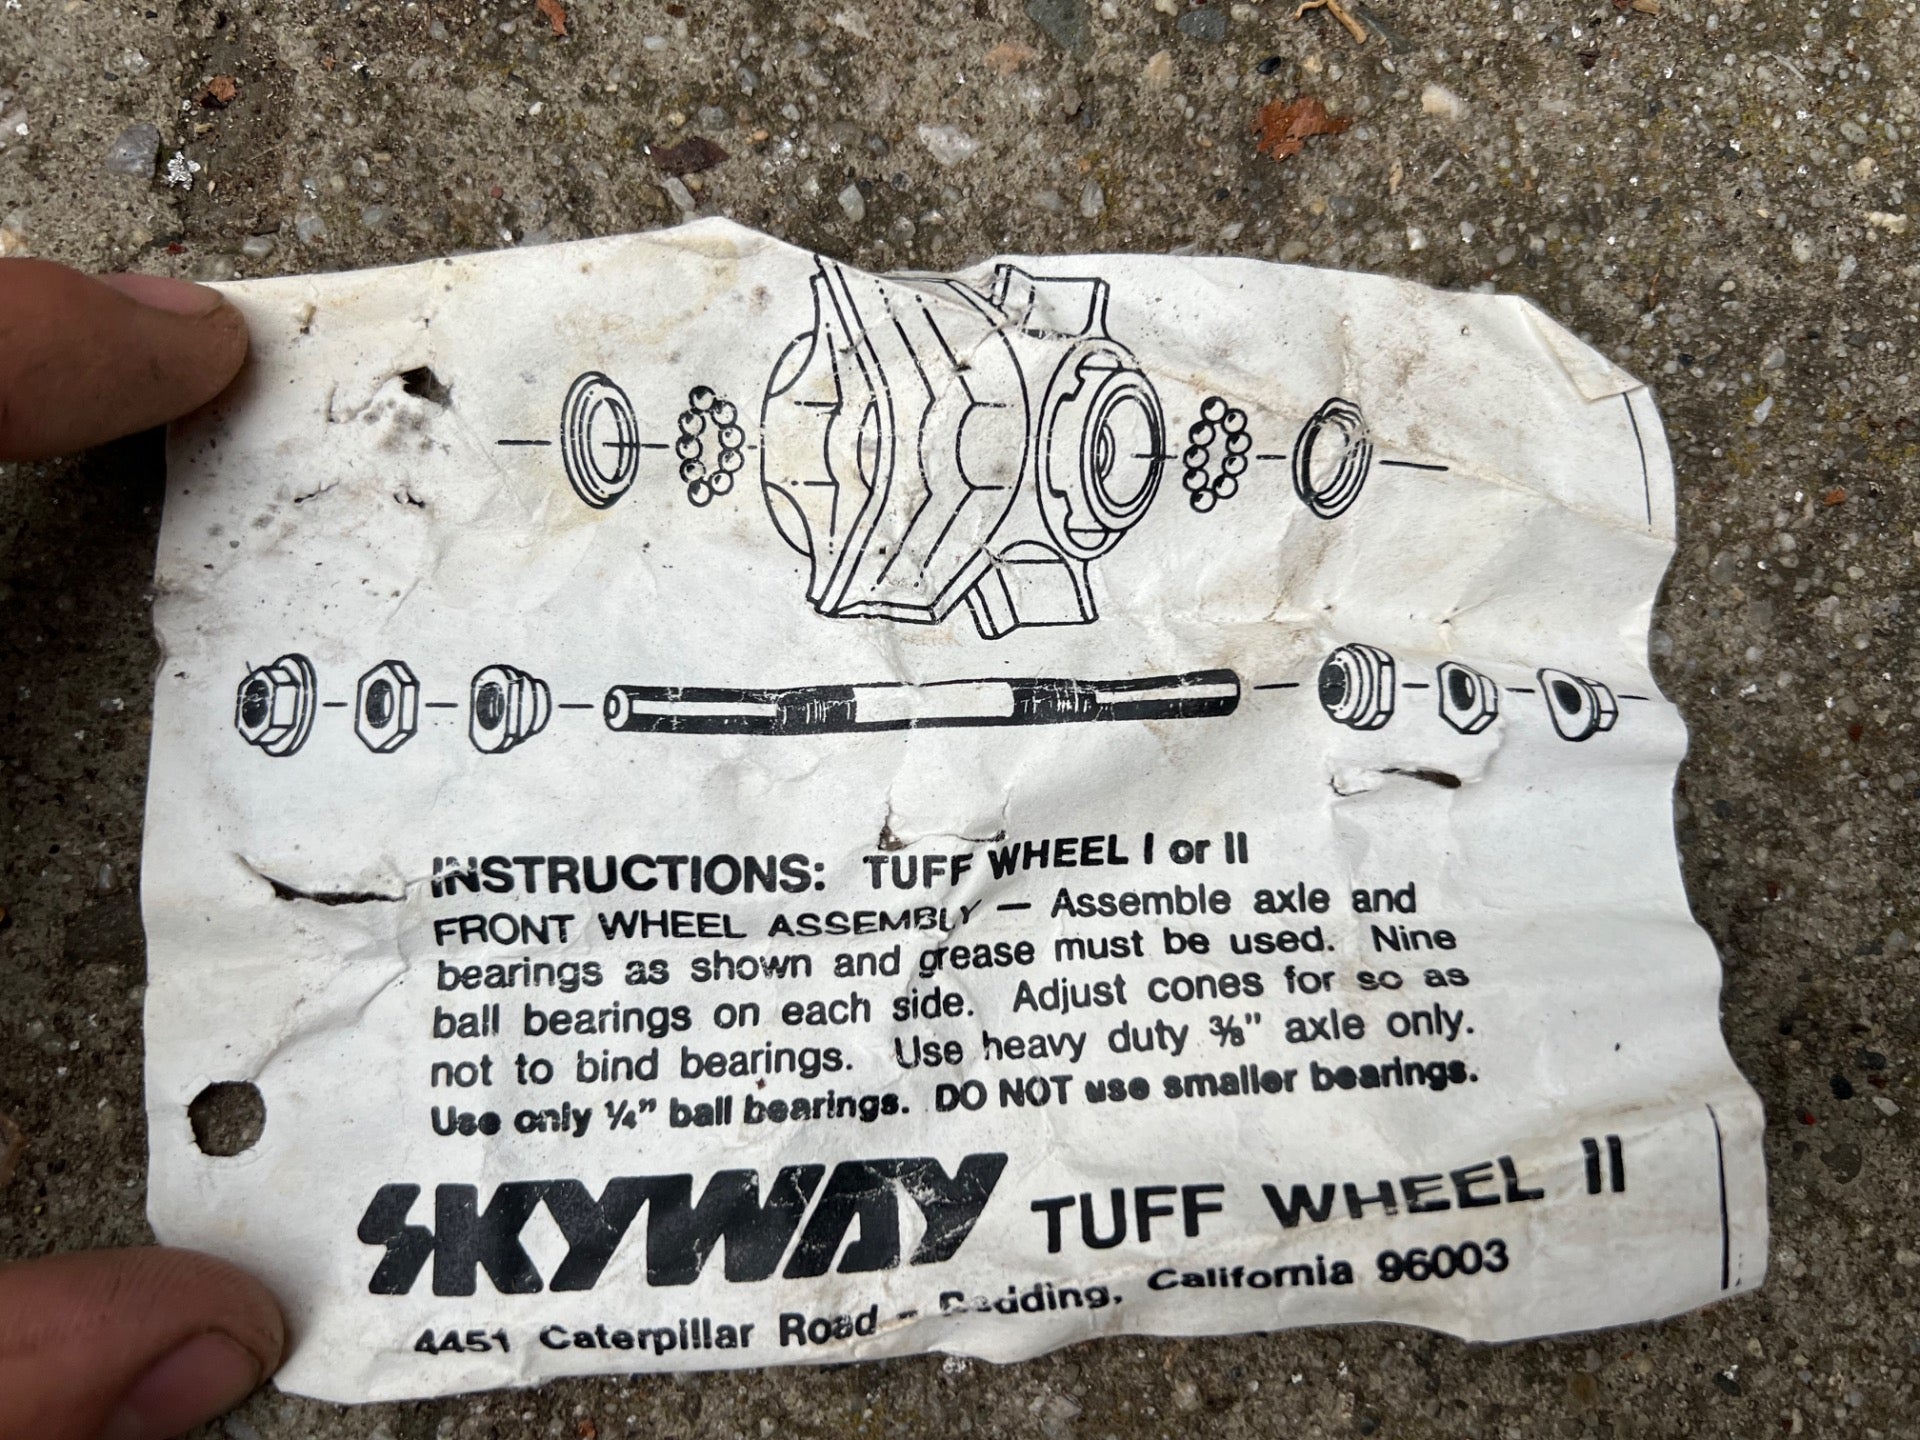 INSTRUCTIONS: TUFF WHEEL I or II
FRONT WHEEL ASSEMBLY — Assemble axle and
bearings as shown and grease must be used. Nine
ball bearings on each side. Adjust cones for so as
not to bind bearings. Use heavy duty ⅜" axle only.
Use only ¼" ball bearings. DO NOT use smaller bearings.
SKYWAY TUFF WHEEL II
4451 Caterpillar Road - Redding, California 96003